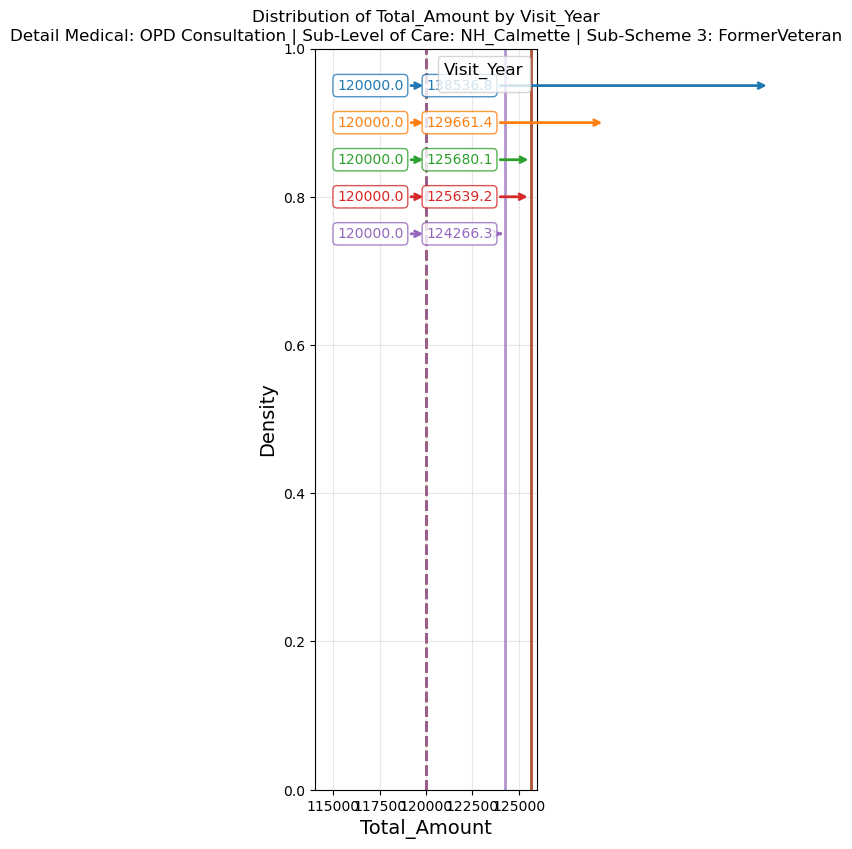 Distribution of Total_Amount by Visit_Year
Detail Medical: OPD Consultation | Sub-Level of Care: NH_Calmette | Sub-Scheme 3: FormerVeteran
1.0
Visit_Year
120000.0 138536.8
120000.0 129661.4
120000.0 125680.1
120000.0 125639.2
120000.0 124266.3
0.8
0.6
0.4
0.2
0.0
Density
115000 117500 120000 122500 125000
Total_Amount